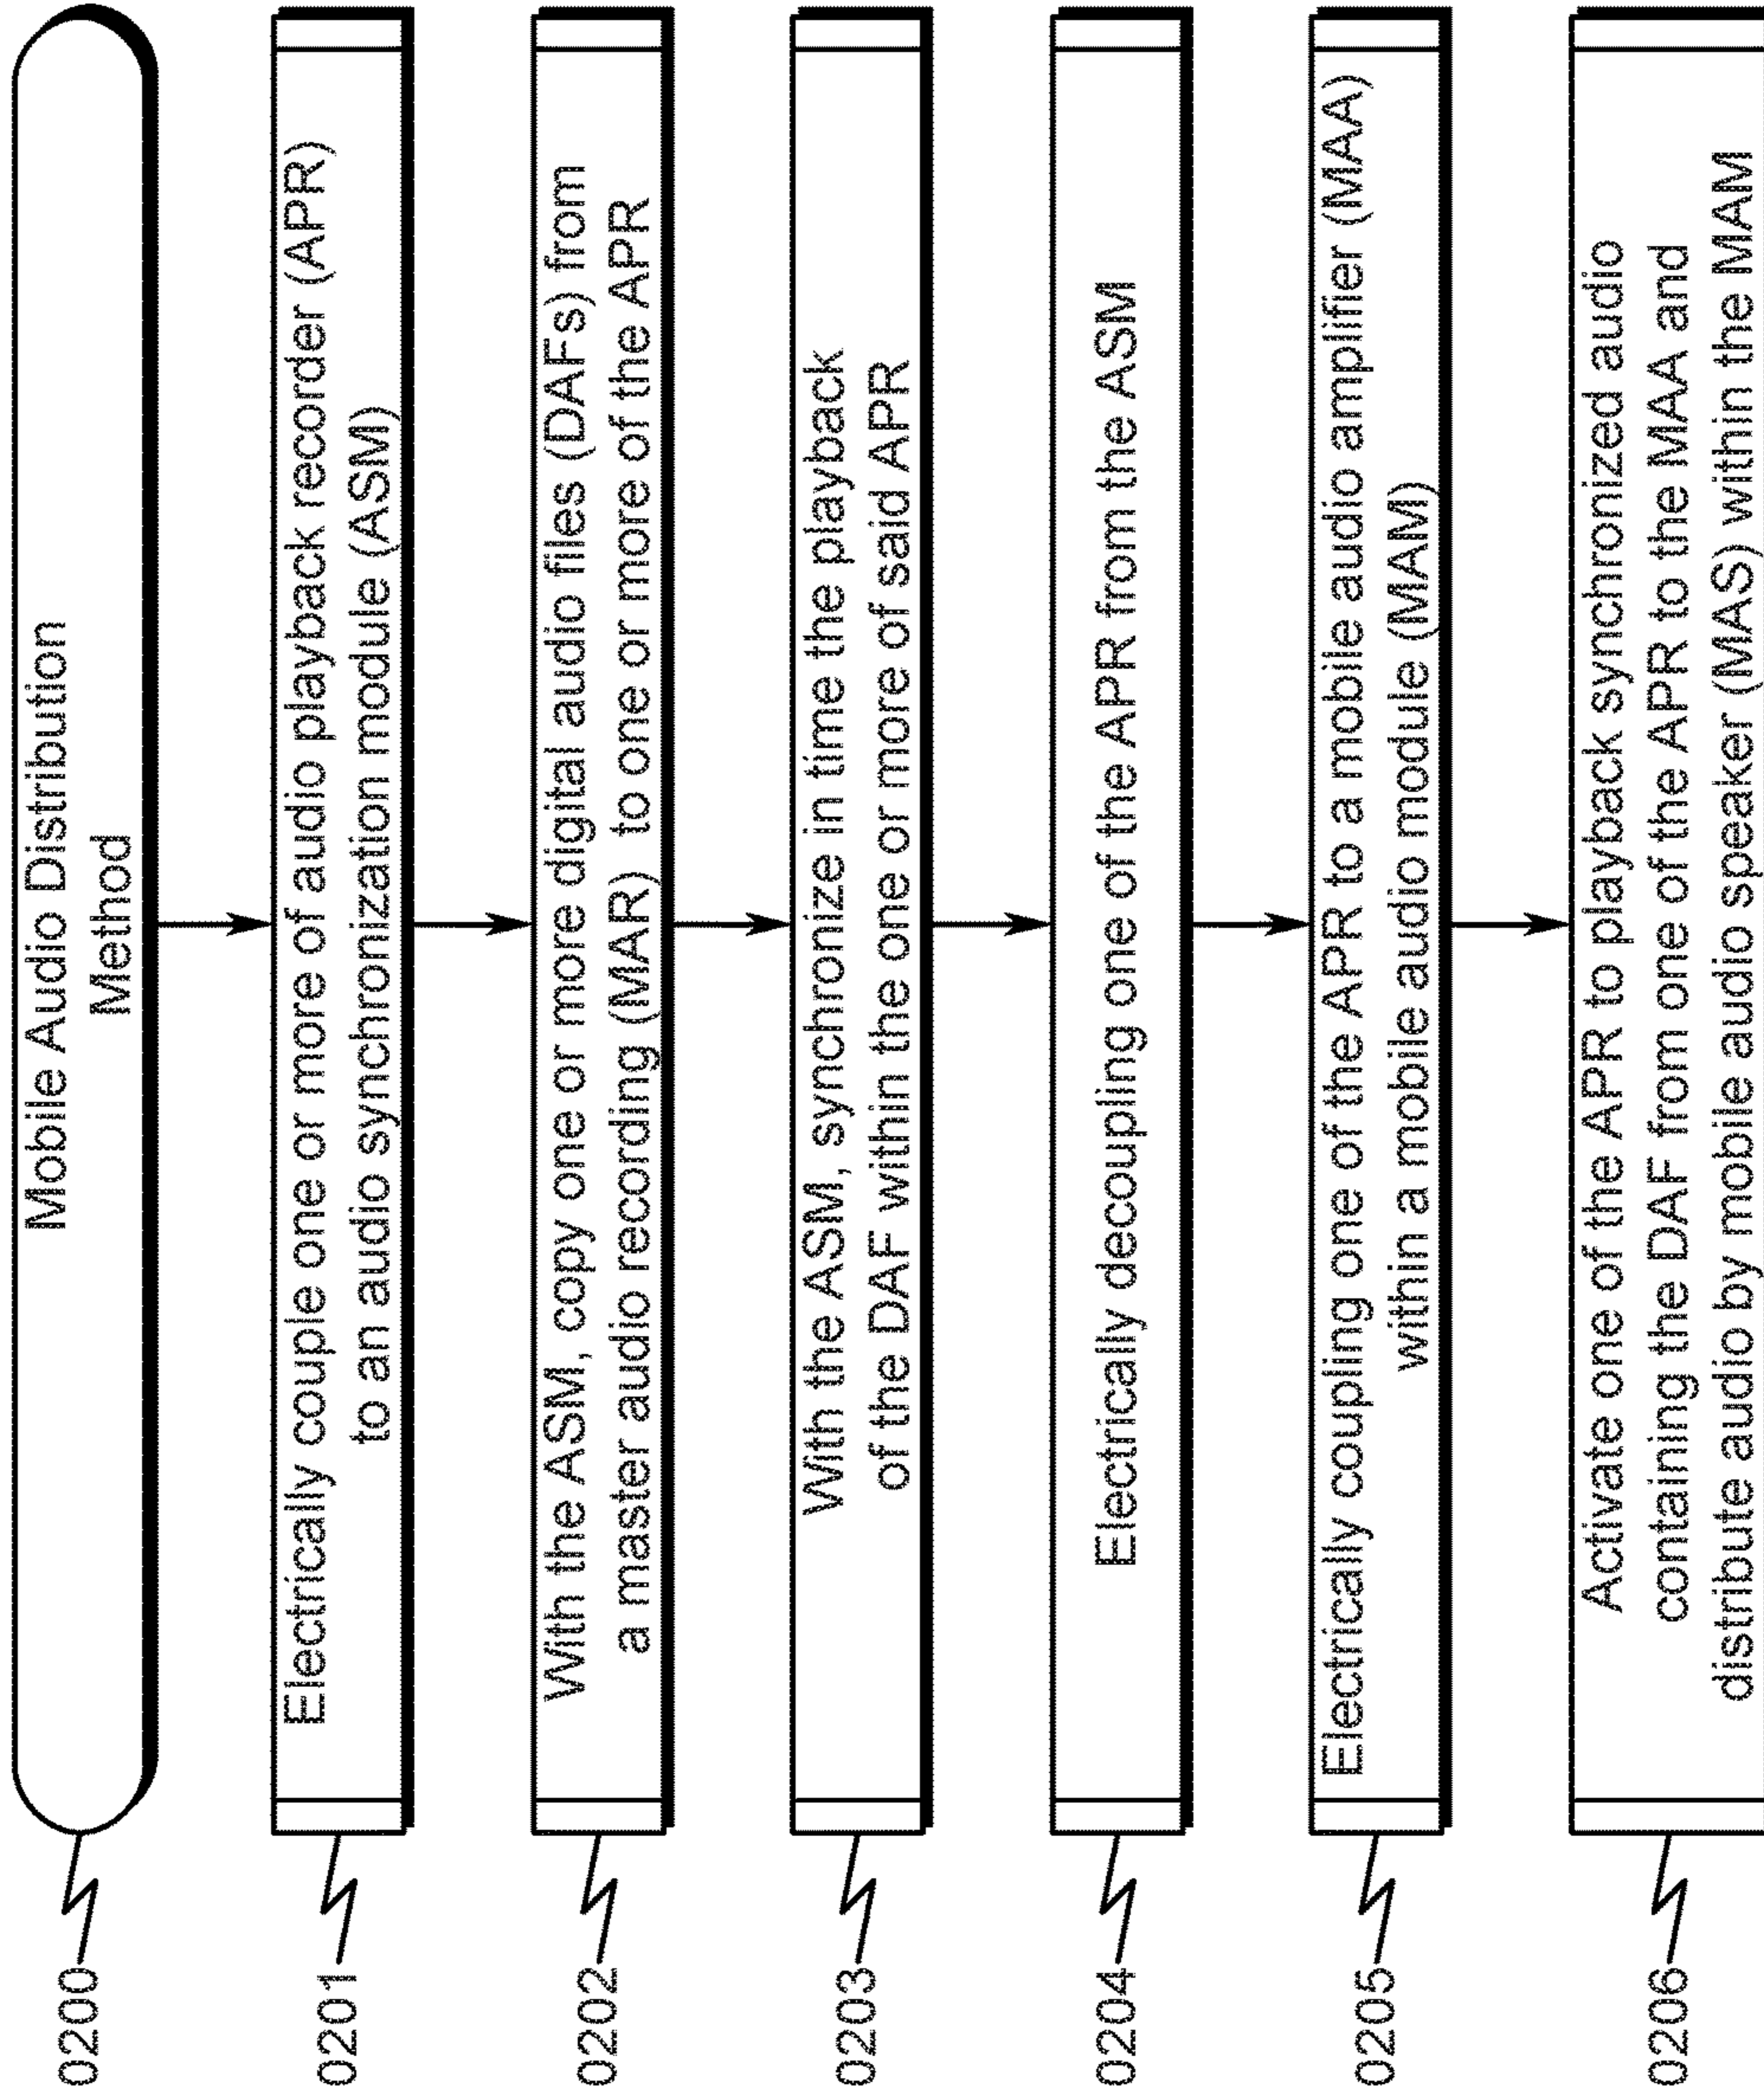 Mobile Audio Distribution
Method
0200
Electrically couple one or more of audio playback recorder (APR)
to an audio synchronization module (ASM)
0201
With the ASM, copy one or more digital audio files (DAFs) from
a master audio recording (MAR) to one or more of the APR
0202
With the ASM, synchronize in time the playback
of the DAF within the one or more of said APR
0203
Electrically decoupling one of the APR from the ASM
0204
Electrically coupling one of the APR to a mobile audio amplifier (MAA)
within a mobile audio module (MAM)
0205
Activate one of the APR to playback synchronized audio
containing the DAF from one of the APR to the MAA and
distribute audio by mobile audio speaker (MAS) within the MAM
0206